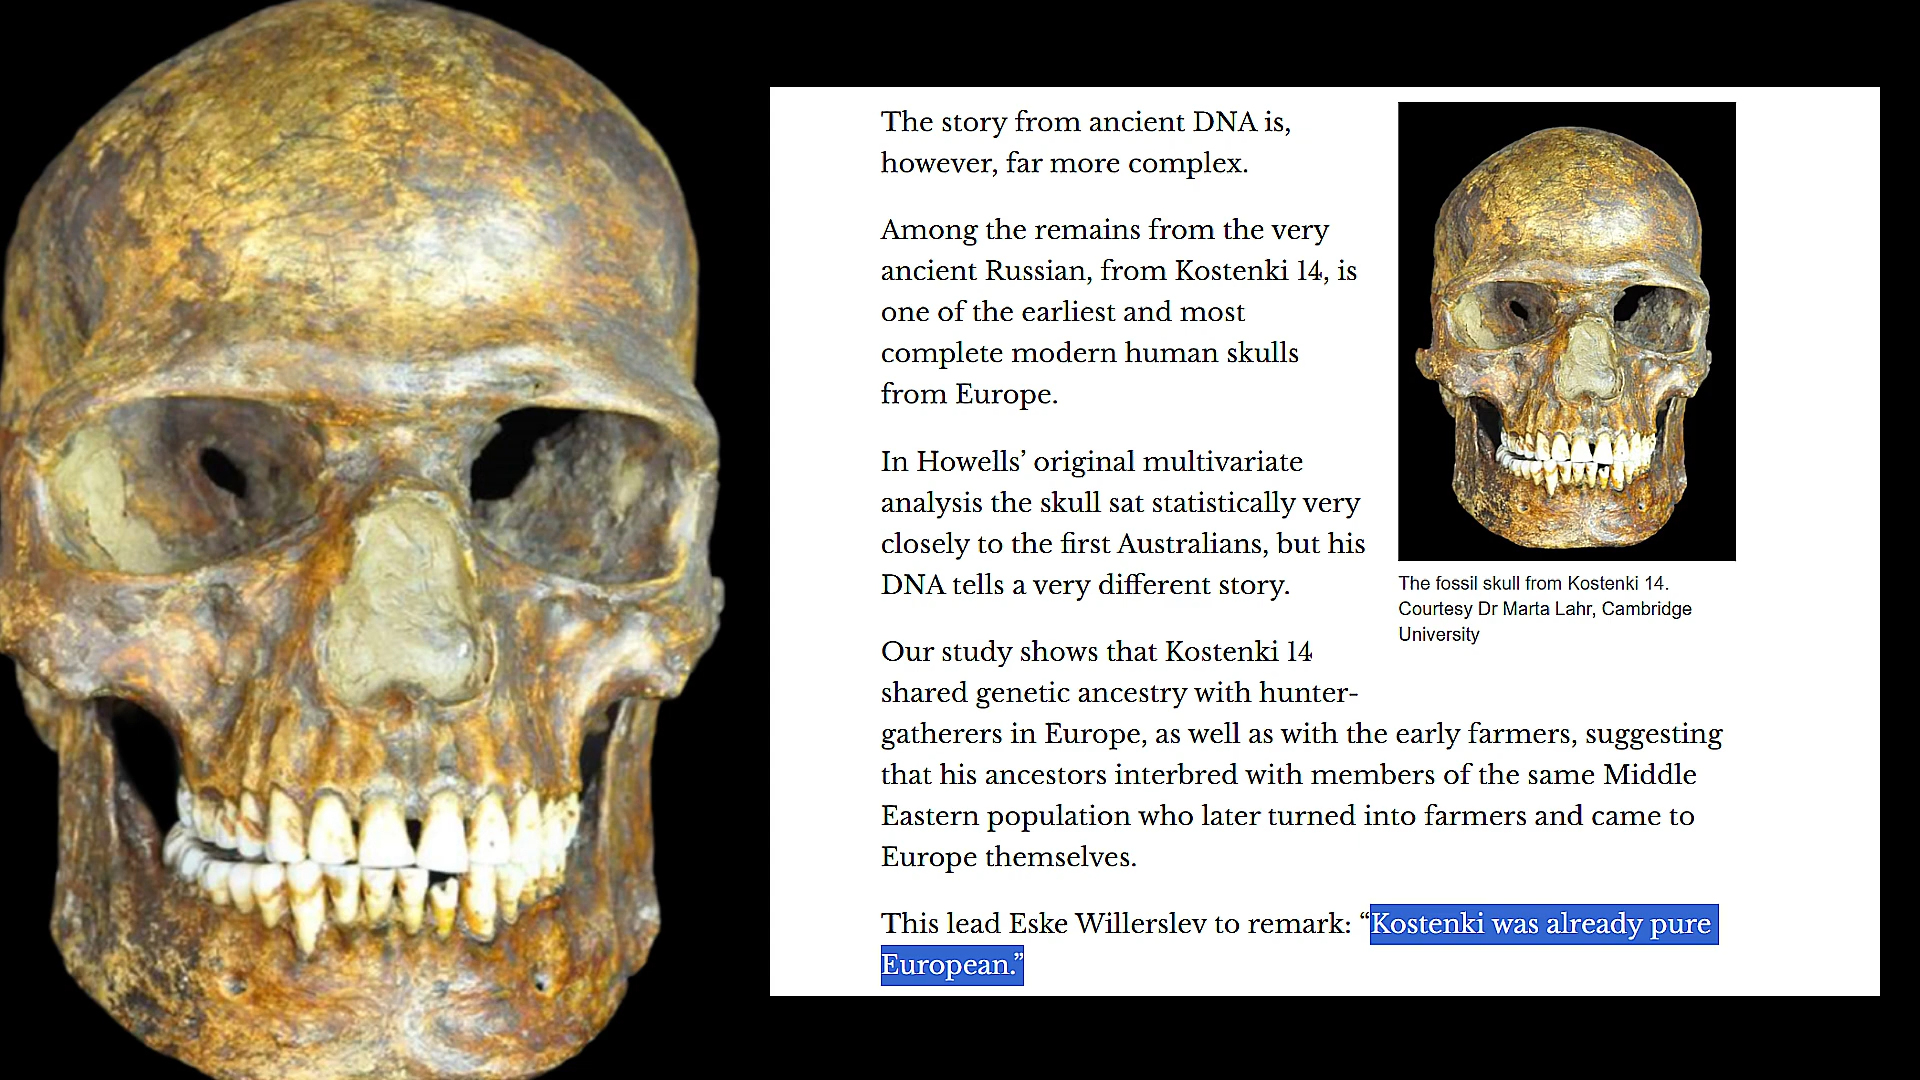 The story from ancient DNA is,
however, far more complex.
Among the remains from the very
ancient Russian, from Kostenki 14, is
one of the earliest and most
complete modern human skulls
from Europe.
In Howells’ original multivariate
analysis the skull sat statistically very
closely to the first Australians, but his
DNA tells a very different story.
Our study shows that Kostenki 14
shared genetic ancestry with hunter-
gatherers in Europe, as well as with the early farmers, suggesting
that his ancestors interbred with members of the same Middle
Eastern population who later turned into farmers and came to
Europe themselves.
This lead Eske Willerslev to remark: “Kostenki was already pure
European.”
The fossil skull from Kostenki 14.
Courtesy Dr Marta Lahr, Cambridge
University